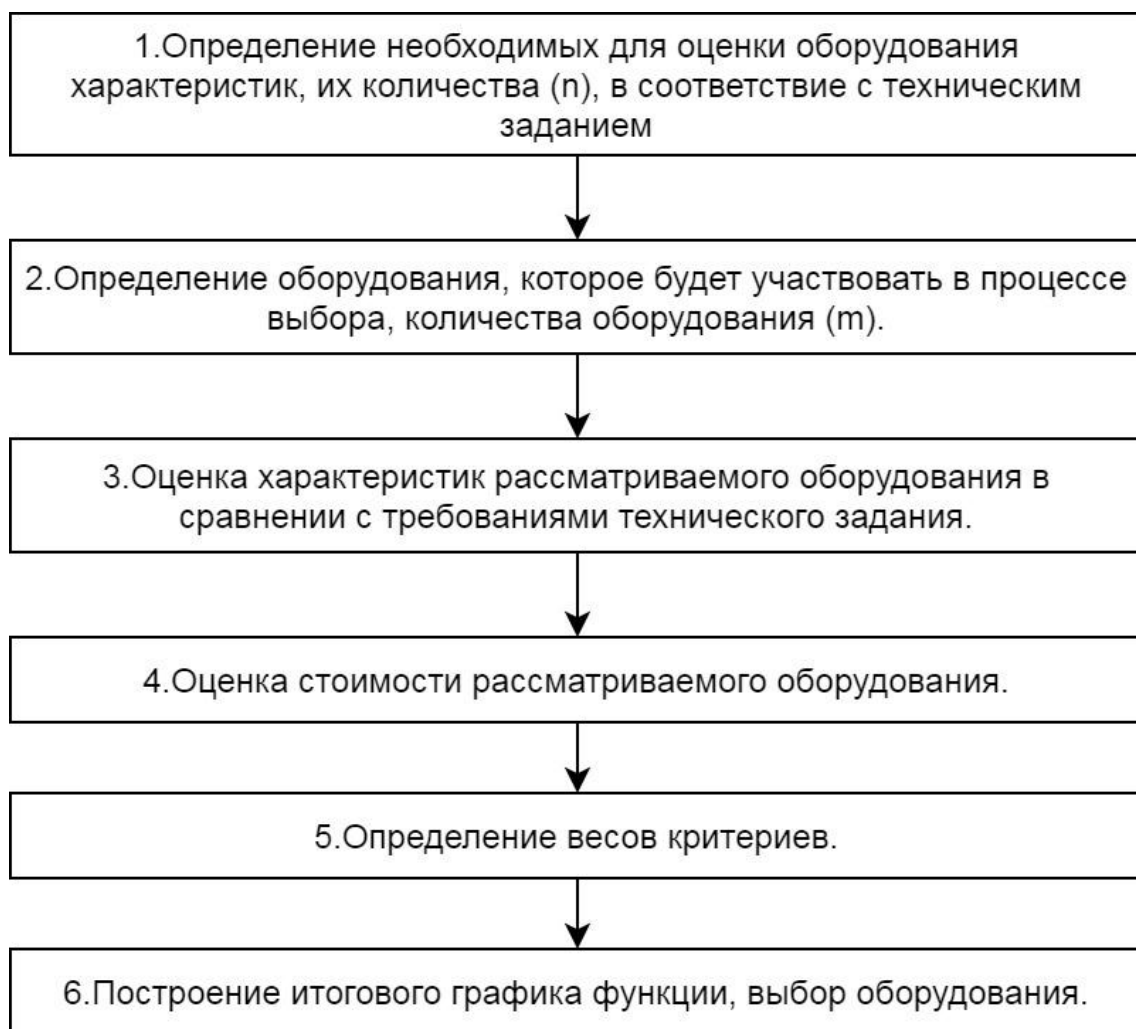 1.Определение необходимых для оценки оборудования
характеристик, их количества (n), в соответствие с техническим
заданием
2.Определение оборудования, которое будет участвовать в процессе
выбора, количества оборудования (m).
3.Оценка характеристик рассматриваемого оборудования в
сравнении с требованиями технического задания.
4.Оценка стоимости рассматриваемого оборудования.
5.Определение весов критериев.
6.Построение итогового графика функции, выбор оборудования.